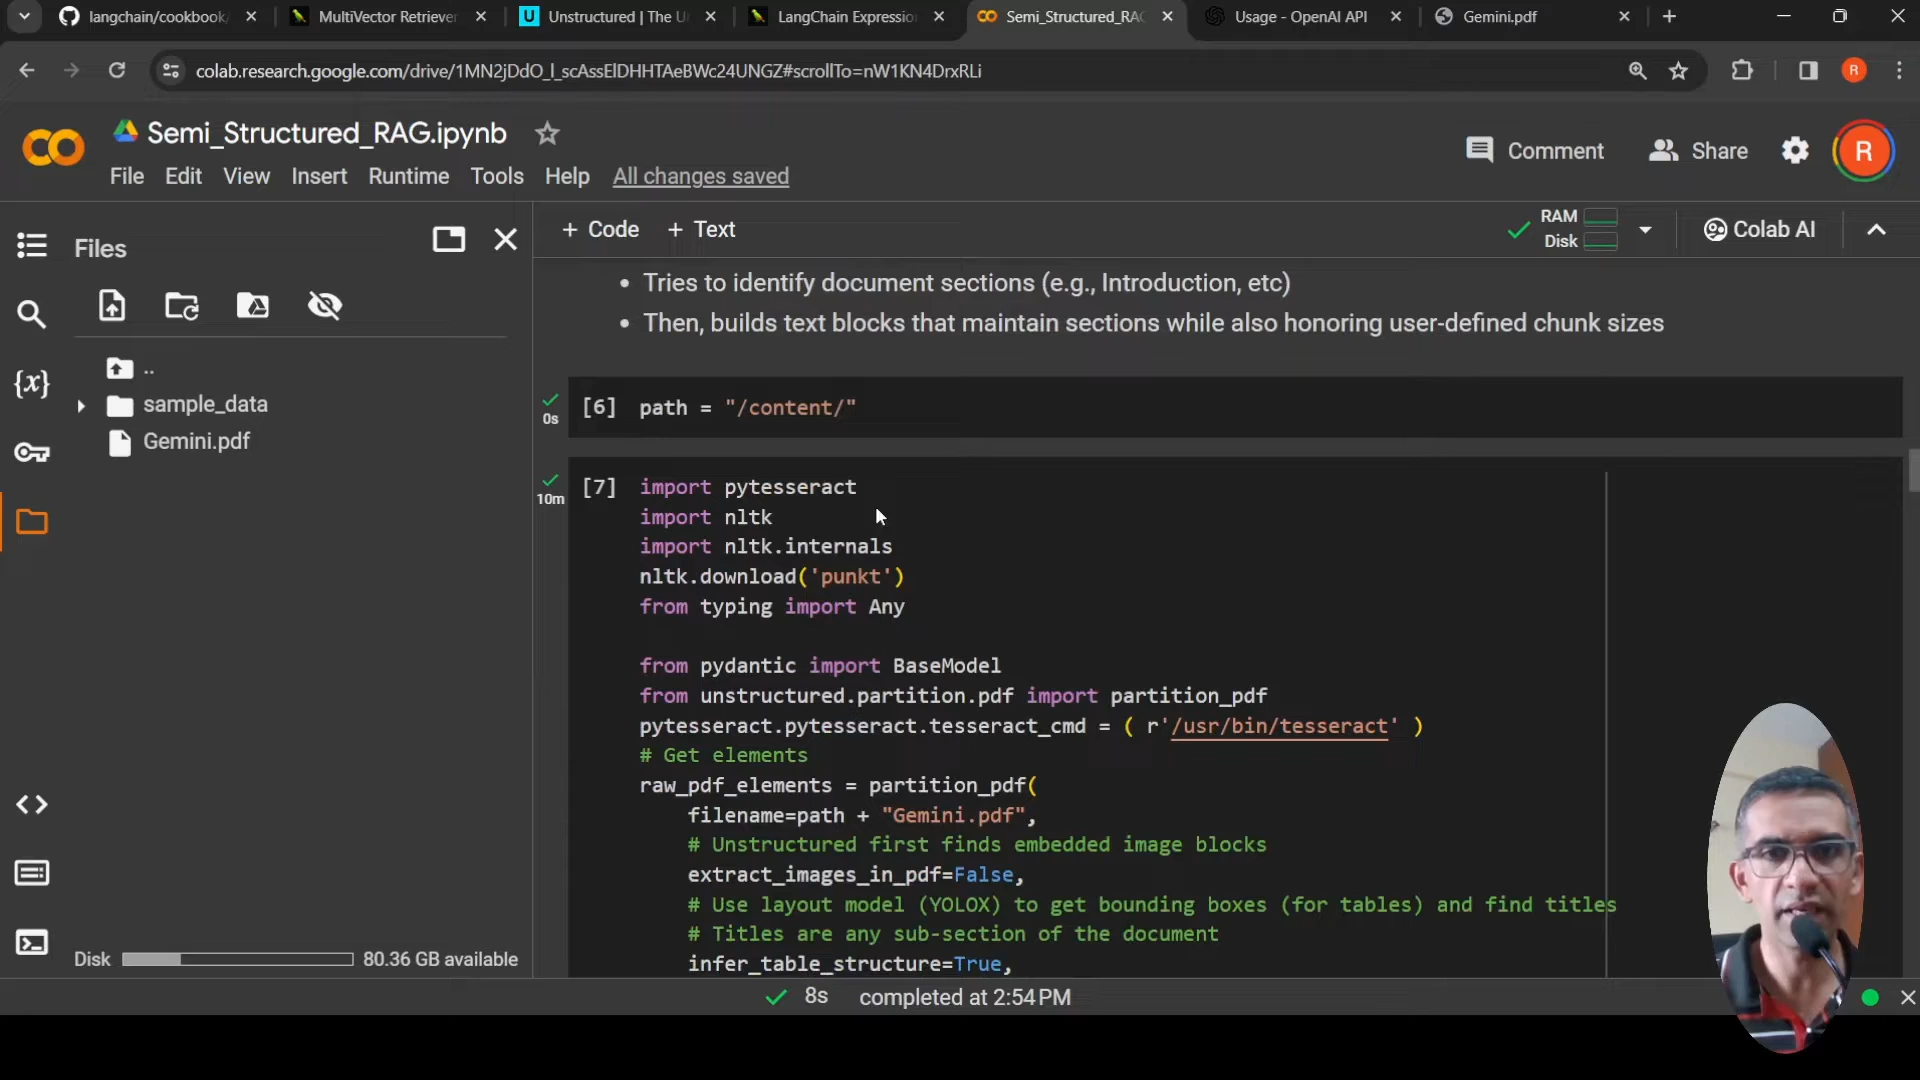 langchain/cookbook
MultiVector Retriever
Unstructured | The U
LangChain Expressio
Semi_Structured_RA
Usage - OpenAI API
Gemini.pdf
colab.research.google.com/drive/1MN2jDdO_l_scAssElDHHTAeBWc24UNGZ#scrollTo=nW1KN4DrxRLi
R
Semi_Structured_RAG.ipynb
Comment
Share
R
File Edit View Insert Runtime Tools Help All changes saved
Files
+ Code + Text
RAM
Disk
Colab AI
• Tries to identify document sections (e.g., Introduction, etc)
• Then, builds text blocks that maintain sections while also honoring user-defined chunk sizes
{x}
..
sample_data
Gemini.pdf
0s
[6] path = "/content/"
10m
[7] import pytesseract
import nltk
import nltk.internals
nltk.download('punkt')
from typing import Any
from pydantic import BaseModel
from unstructured.partition.pdf import partition_pdf
pytesseract.pytesseract.tesseract_cmd = ( r'/usr/bin/tesseract' )
# Get elements
raw_pdf_elements = partition_pdf(
filename=path + "Gemini.pdf",
# Unstructured first finds embedded image blocks
extract_images_in_pdf=False,
# Use layout model (YOLOX) to get bounding boxes (for tables) and find titles
# Titles are any sub-section of the document
infer_table_structure=True,
Disk 80.36 GB available
8s completed at 2:54 PM